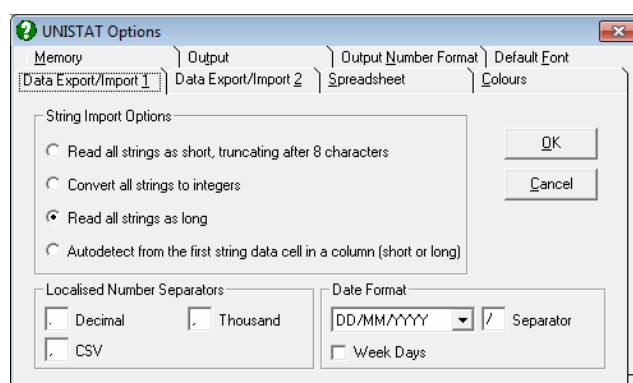 UNISTAT Options
Memory Output Output Number Format Default Font
Data Export/Import 1 Data Export/Import 2 Spreadsheet Colours
String Import Options
Read all strings as short, truncating after 8 characters
OK
Convert all strings to integers
Cancel
Read all strings as long
Autodetect from the first string data cell in a column (short or long)
Localised Number Separators Date Format
. Decimal , Thousand DD/MM/YYYY / Separator
, CSV Week Days